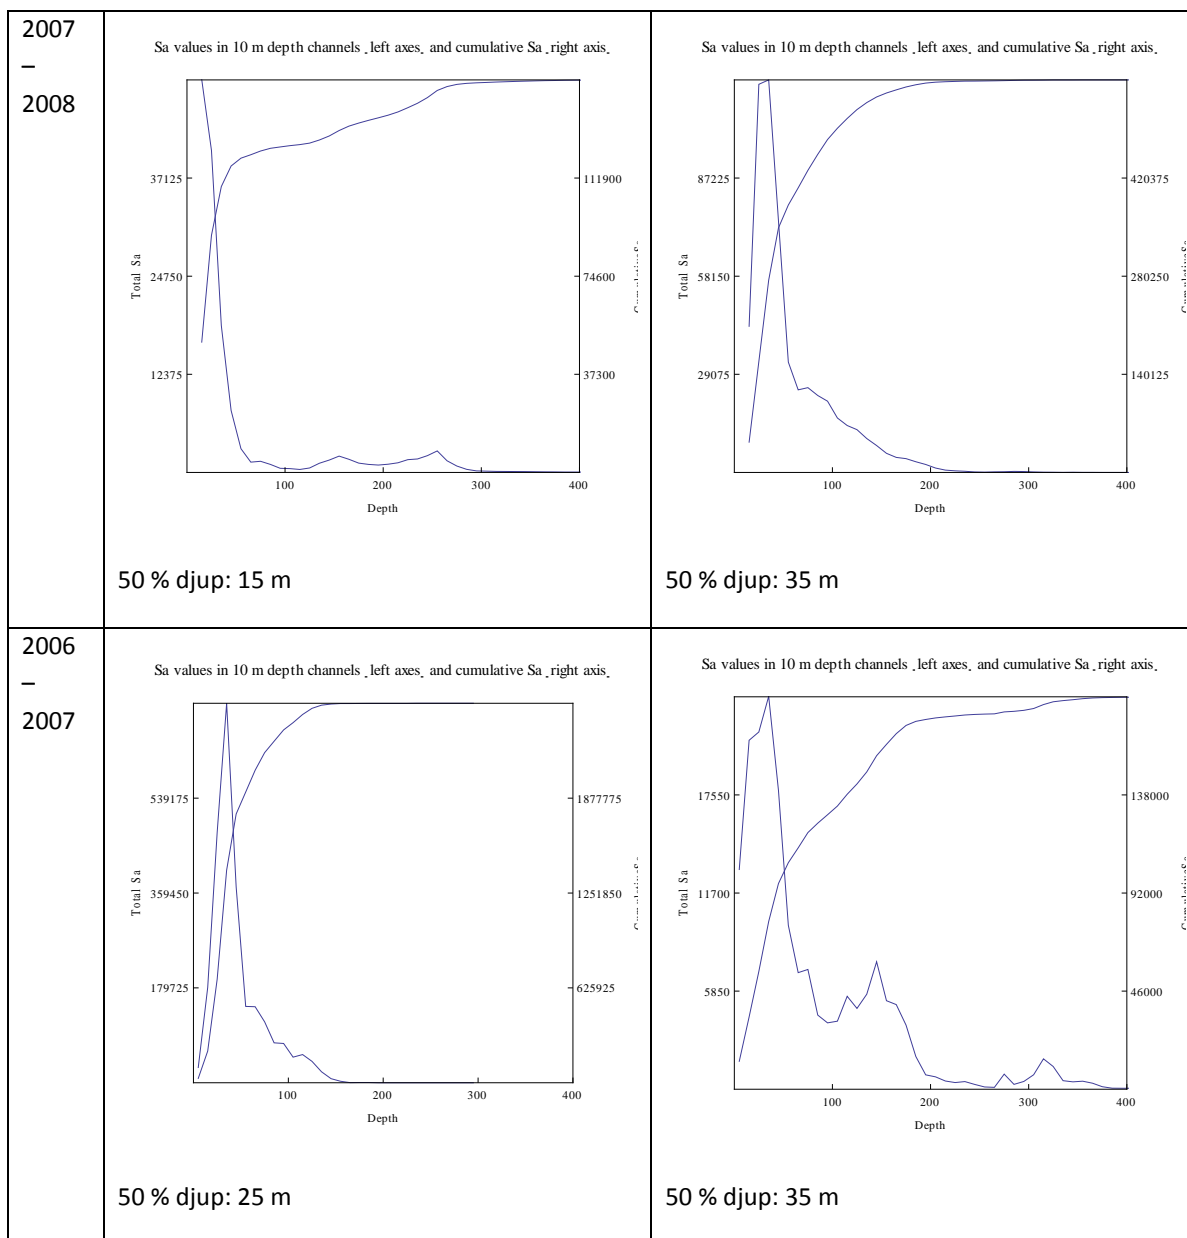 2007
–
2008
Sa values in 10 m depth channels .left axes. and cumulative Sa .right axis.
Total Sa
37125
24750
12375
111900
74600
37300
100
200
300
400
Depth
50 % djup: 15 m
Sa values in 10 m depth channels .left axes. and cumulative Sa .right axis.
Total Sa
87225
58150
29075
420375
280250
140125
100
200
300
400
Depth
50 % djup: 35 m
2006
–
2007
Sa values in 10 m depth channels .left axes. and cumulative Sa .right axis.
Total Sa
539175
359450
179725
1877775
1251850
625925
100
200
300
400
Depth
50 % djup: 25 m
Sa values in 10 m depth channels .left axes. and cumulative Sa .right axis.
Total Sa
17550
11700
5850
138000
92000
46000
100
200
300
400
Depth
50 % djup: 35 m